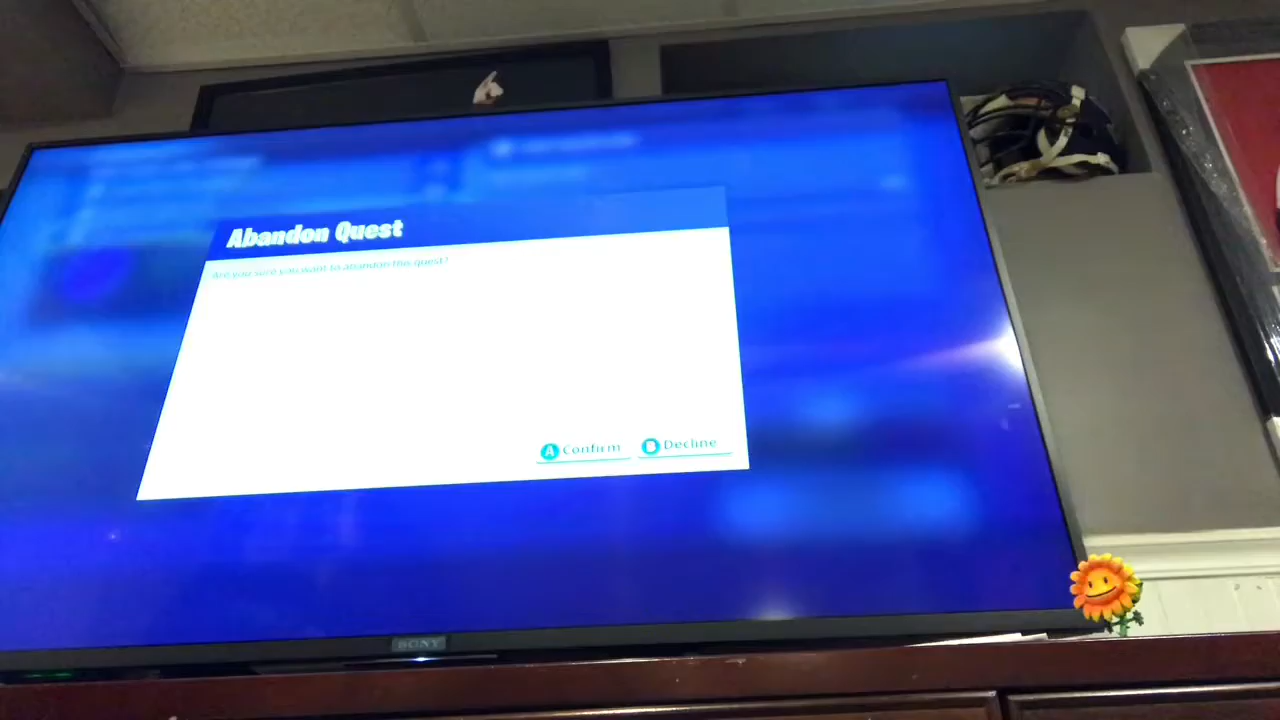 Abandon Quest
Are you sure you want to abandon this quest?
A Confirm B Decline
SONY